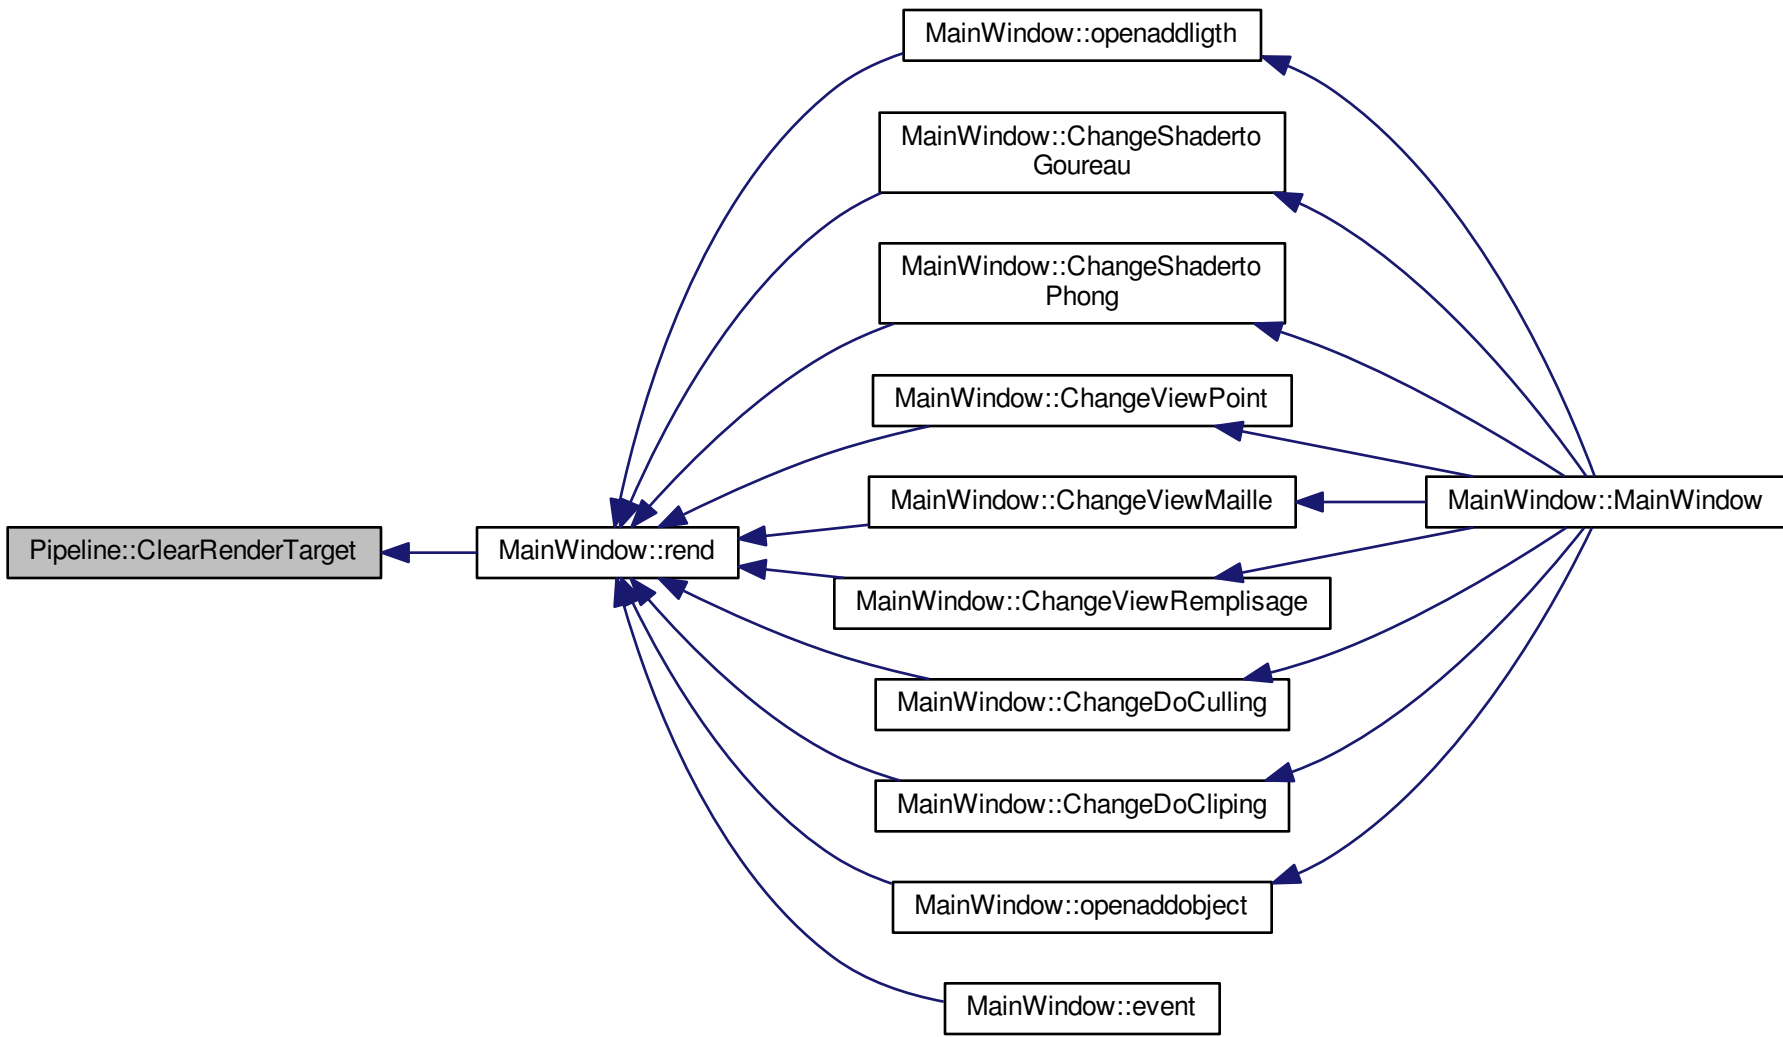 MainWindow::openaddligth
MainWindow::ChangeShaderto
Goureau
MainWindow::ChangeShaderto
Phong
MainWindow::ChangeViewPoint
MainWindow::ChangeViewMaille
MainWindow::MainWindow
Pipeline::ClearRenderTarget
MainWindow::rend
MainWindow::ChangeViewRemplisage
MainWindow::ChangeDoCulling
MainWindow::ChangeDoCliping
MainWindow::openaddobject
MainWindow::event